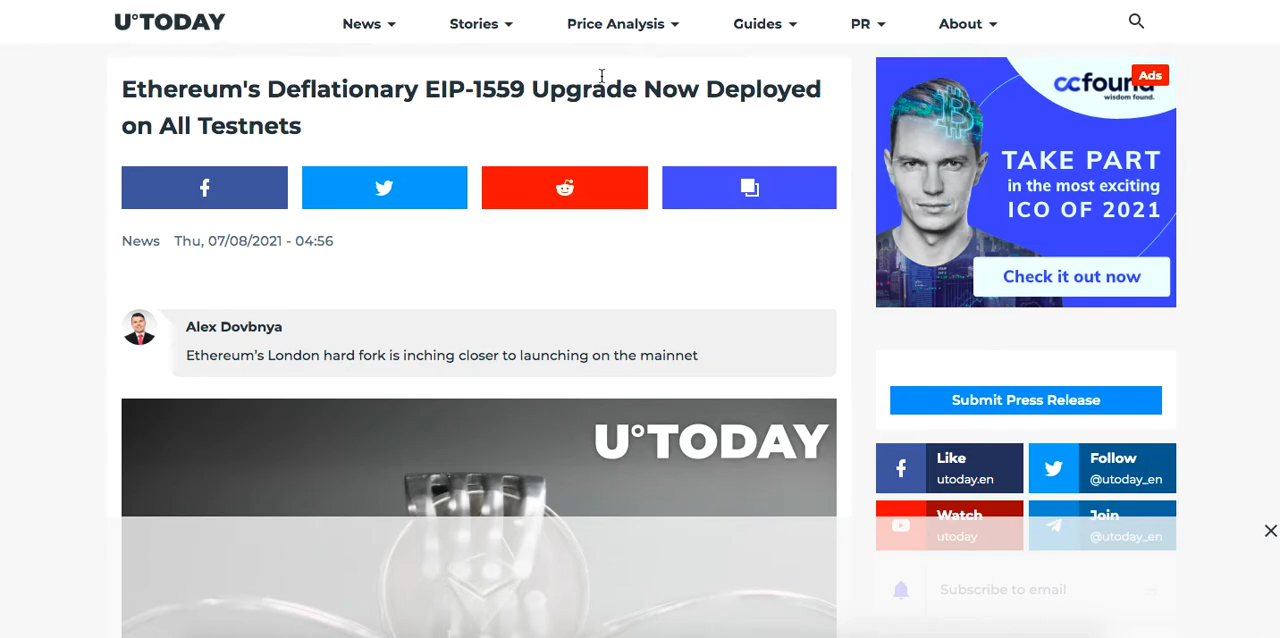 U°TODAY
News
Stories
Price Analysis
Guides
PR
About
Ethereum's Deflationary EIP-1559 Upgrade Now Deployed
on All Testnets
News Thu, 07/08/2021 - 04:56
Alex Dovbnya
Ethereum's London hard fork is inching closer to launching on the mainnet
U°TODAY
Ads
ccfound
wisdom found.
TAKE PART
in the most exciting
ICO OF 2021
Check it out now
Submit Press Release
Like
utoday.en
Follow
@utoday_en
Watch
utoday
Join
@utoday_en
Subscribe to email